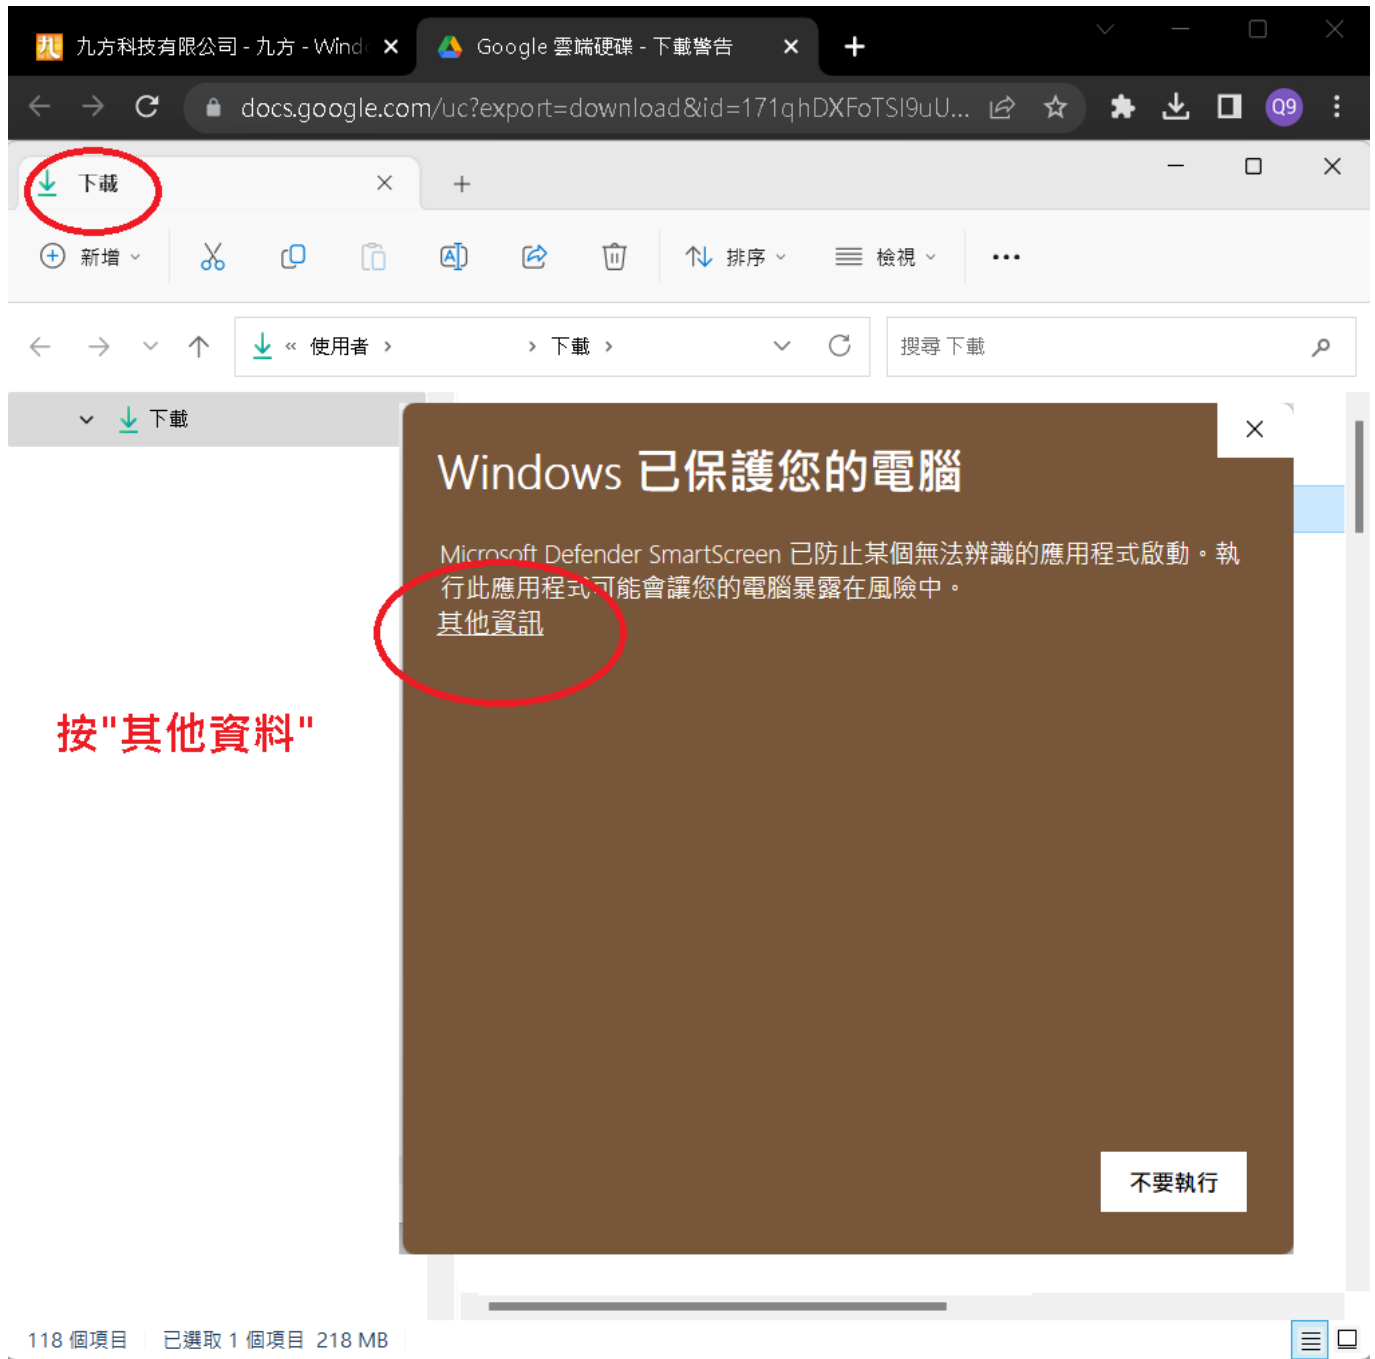 九方科技有限公司 - 九方 - Wind
Google 雲端硬碟 - 下載警告
docs.google.com/uc?export=download&id=171qhDXFoTSI9uU...
Q9
下載
新增
排序
檢視
« 使用者 › › 下載 ›
搜尋 下載
下載
Windows 已保護您的電腦
Microsoft Defender SmartScreen 已防止某個無法辨識的應用程式啟動。執
行此應用程式可能會讓您的電腦暴露在風險中。
其他資訊
按"其他資料"
不要執行
118 個項目 已選取 1 個項目 218 MB